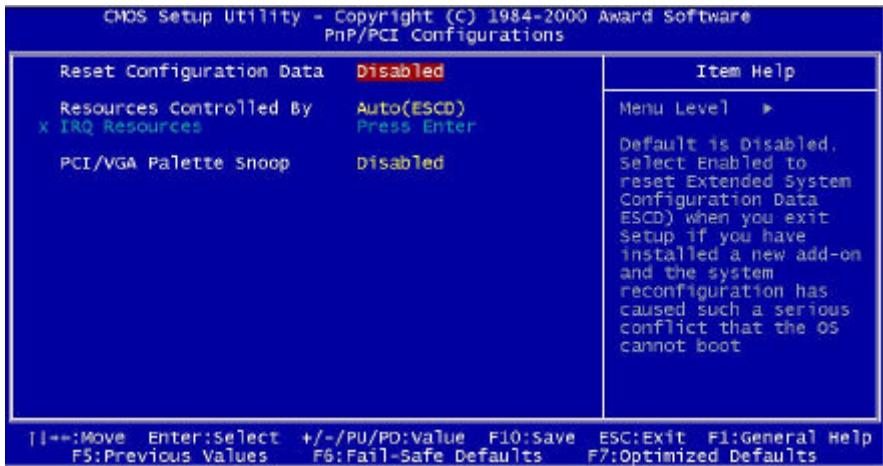 CMOS Setup Utility - Copyright (C) 1984-2000 Award Software
PnP/PCI Configurations
Reset Configuration Data Disabled
Resources Controlled By Auto(ESCD)
x IRQ Resources Press Enter
PCI/VGA Palette Snoop Disabled
Item Help
Menu Level ►
Default is Disabled.
Select Enabled to
reset Extended System
Configuration Data
ESCD) when you exit
Setup if you have
installed a new add-on
and the system
reconfiguration has
caused such a serious
conflict that the OS
cannot boot
↑↓→←:Move Enter:Select +/-/PU/PD:Value F10:Save ESC:Exit F1:General Help
F5:Previous Values F6:Fail-Safe Defaults F7:Optimized Defaults